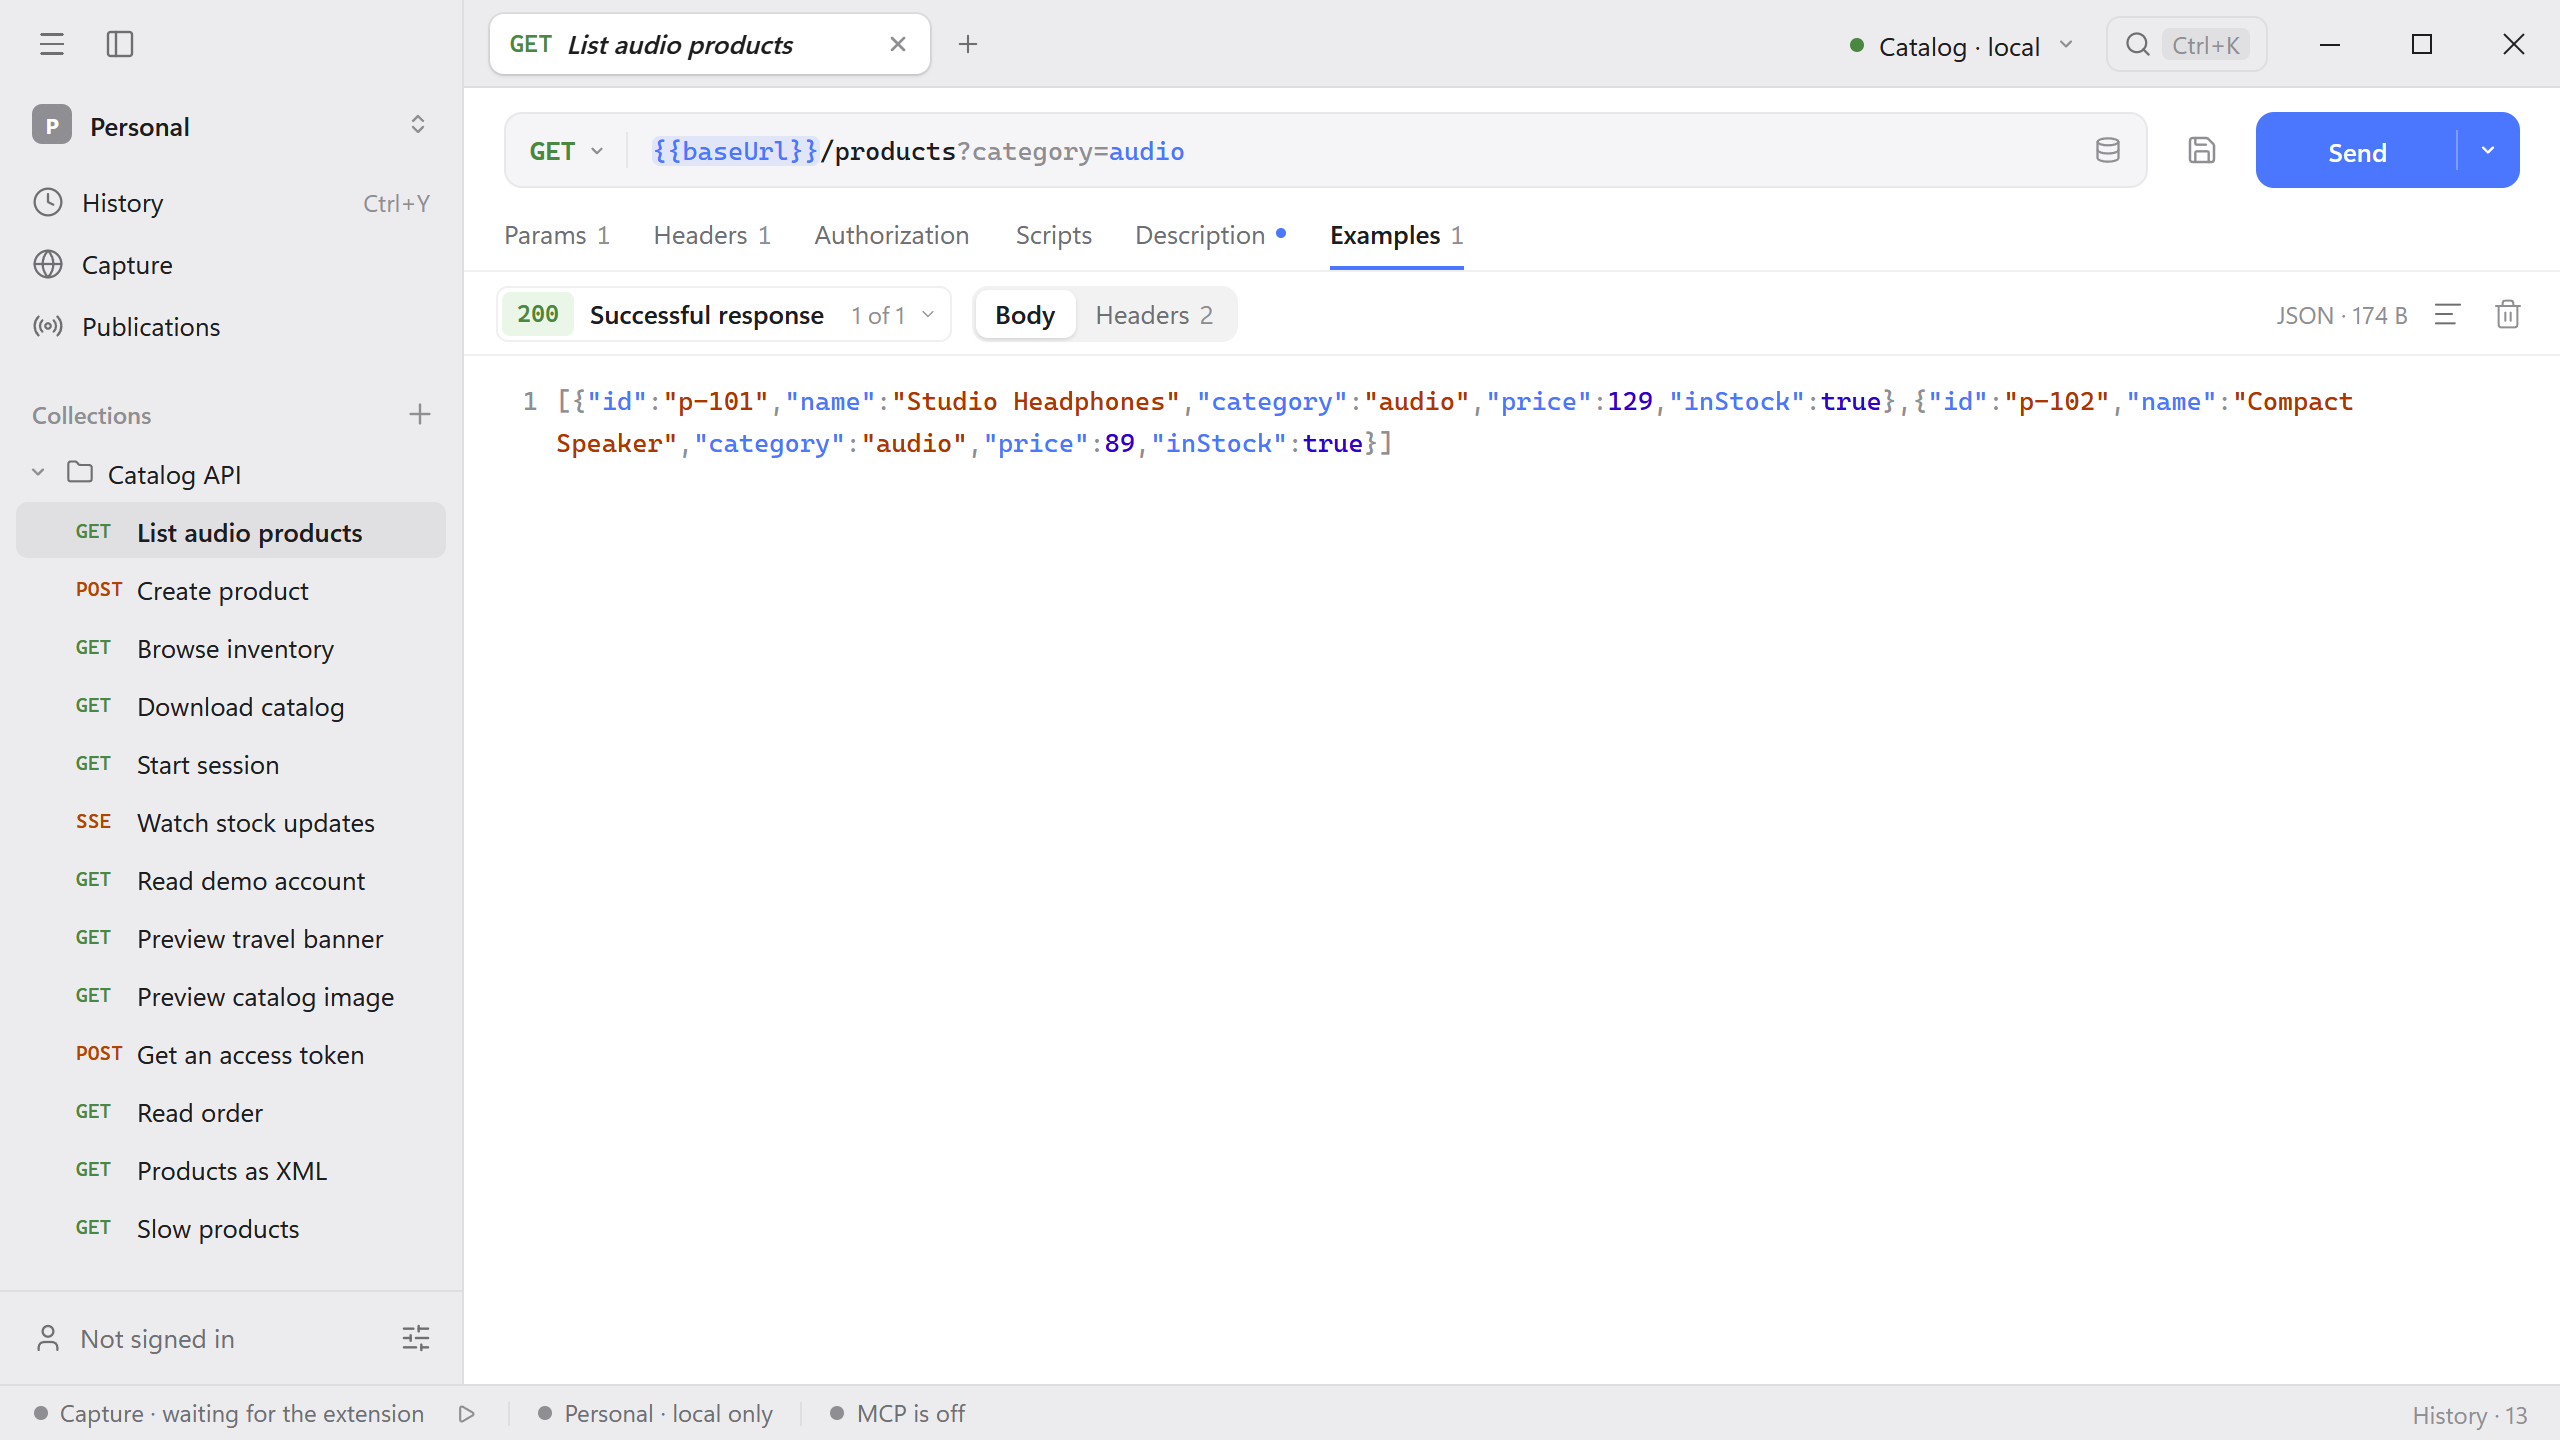 GET List audio products
Catalog · local
Ctrl+K
P Personal
History Ctrl+Y
Capture
Publications
Collections
Catalog API
GET List audio products
POST Create product
GET Browse inventory
GET Download catalog
GET Start session
SSE Watch stock updates
GET Read demo account
GET Preview travel banner
GET Preview catalog image
POST Get an access token
GET Read order
GET Products as XML
GET Slow products
Not signed in
GET {{baseUrl}}/products?category=audio
Send
Params 1 Headers 1 Authorization Scripts Description Examples 1
200 Successful response 1 of 1 Body Headers 2 JSON · 174 B
1 [{"id":"p-101","name":"Studio Headphones","category":"audio","price":129,"inStock":true},{"id":"p-102","name":"Compact
Speaker","category":"audio","price":89,"inStock":true}]
Capture · waiting for the extension Personal · local only MCP is off History · 13